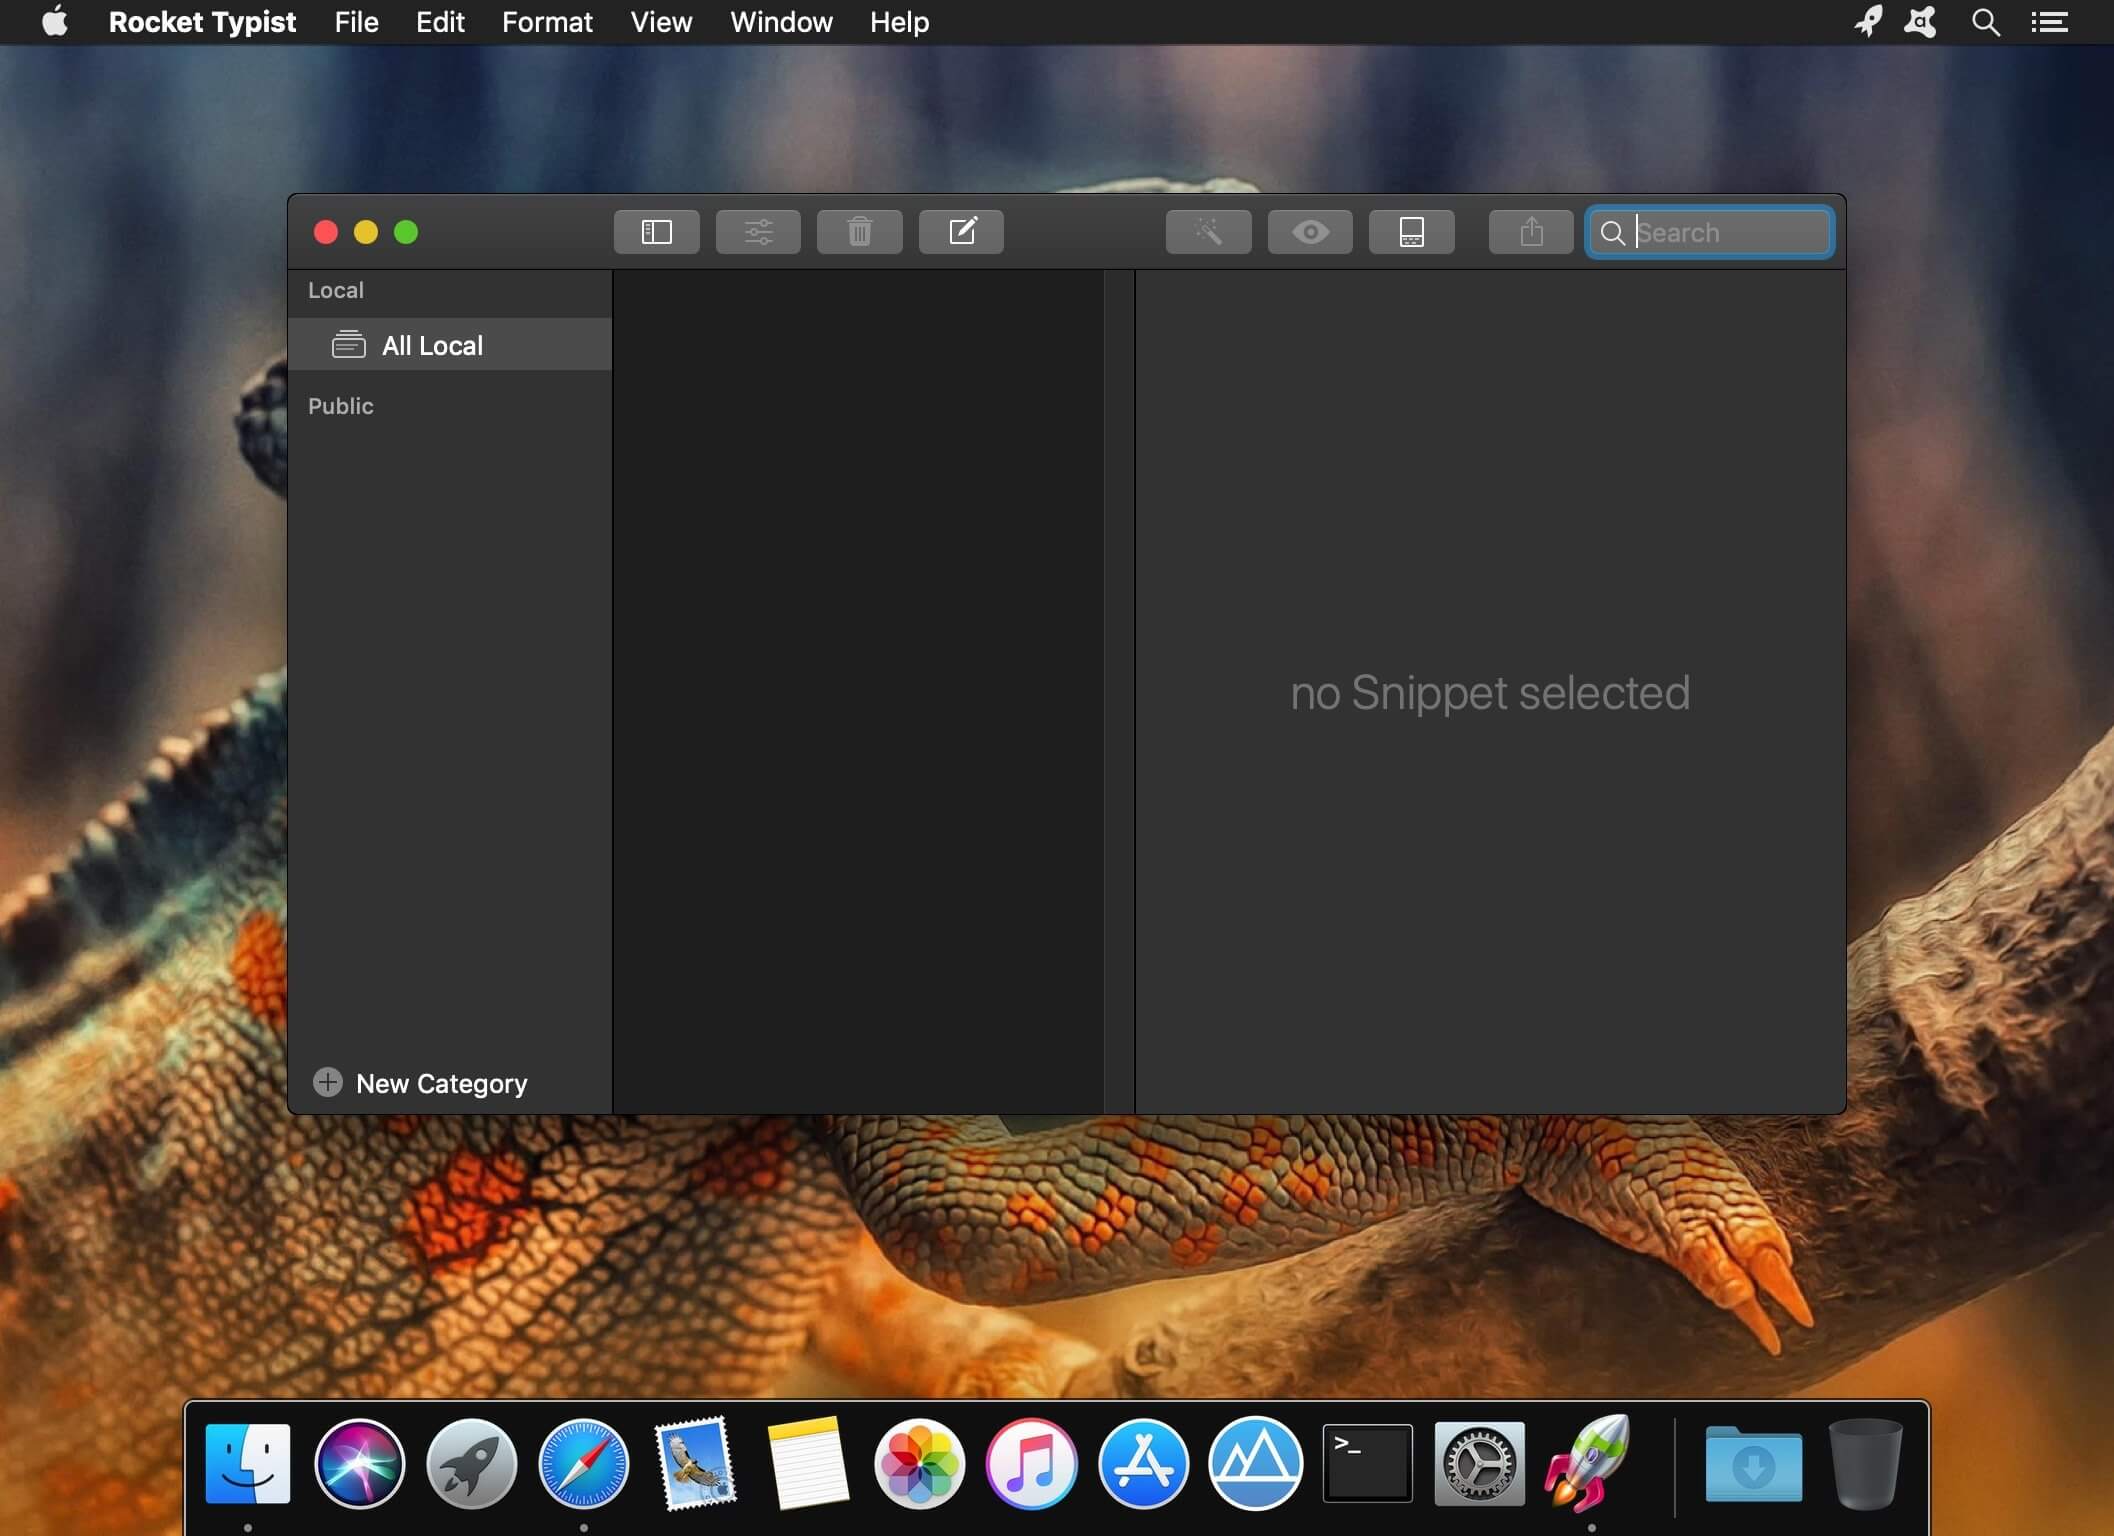 Rocket Typist File Edit Format View Window Help
Search
Local
All Local
Public
no Snippet selected
New Category
>_